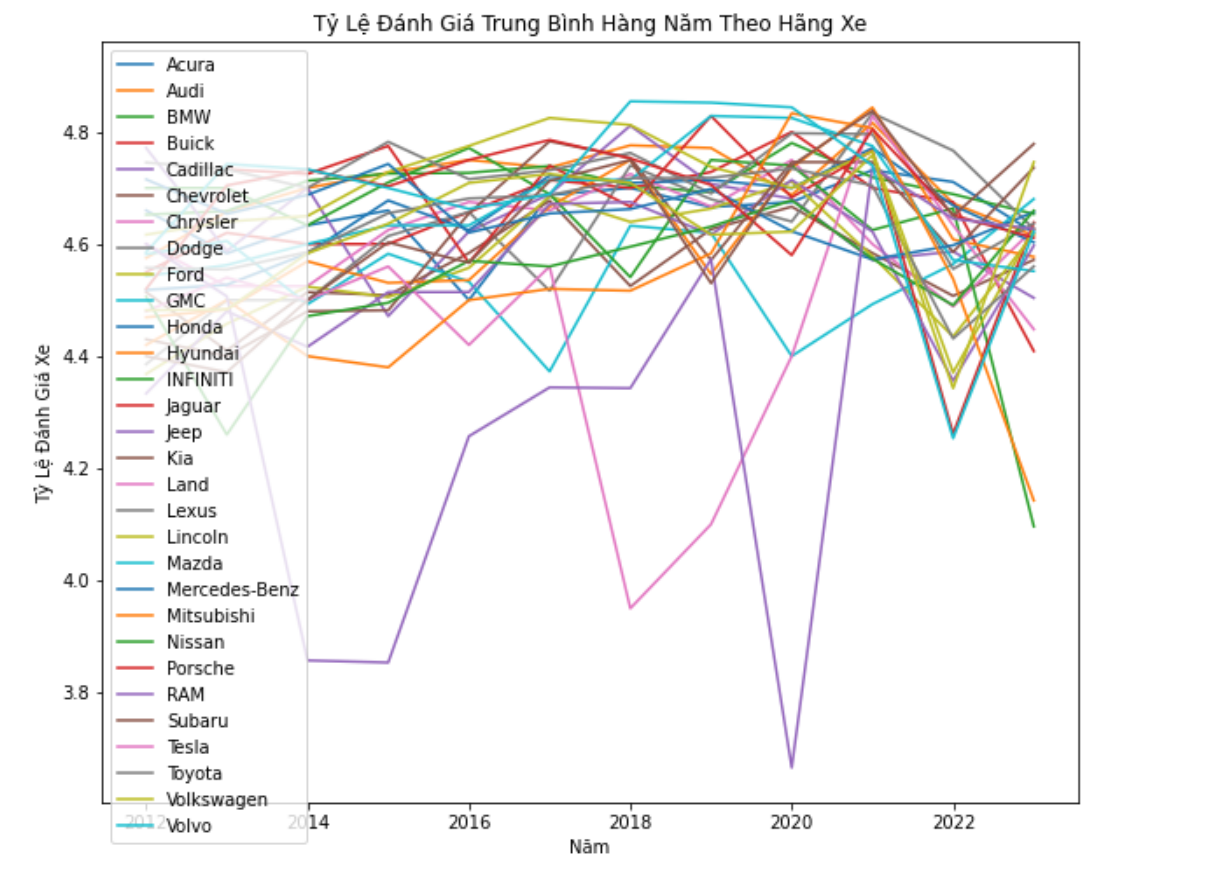 Tỷ Lệ Đánh Giá Trung Bình Hàng Năm Theo Hãng Xe
Tỷ Lệ Đánh Giá Xe
4.8
4.6
4.4
4.2
4.0
3.8
Acura
Audi
BMW
Buick
Cadillac
Chevrolet
Chrysler
Dodge
Ford
GMC
Honda
Hyundai
INFINITI
Jaguar
Jeep
Kia
Land
Lexus
Lincoln
Mazda
Mercedes-Benz
Mitsubishi
Nissan
Porsche
RAM
Subaru
Tesla
Toyota
Volkswagen
Volvo
2012 2014 2016 2018 2020 2022
Năm